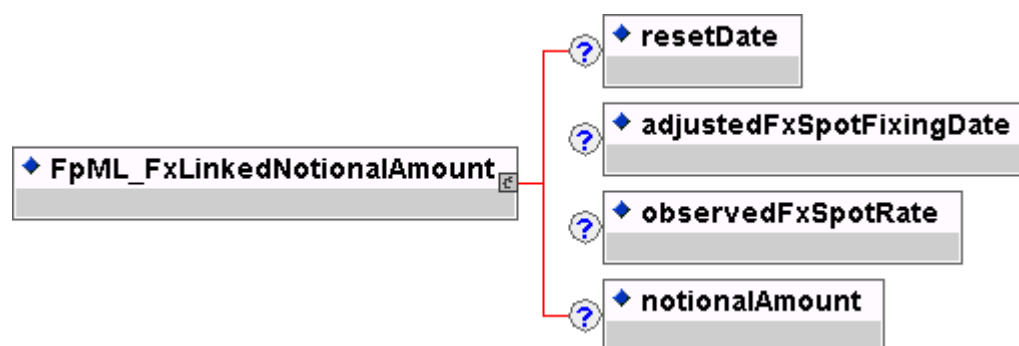 resetDate
adjustedFxSpotFixingDate
FpML_FxLinkedNotionalAmount
observedFxSpotRate
notionalAmount